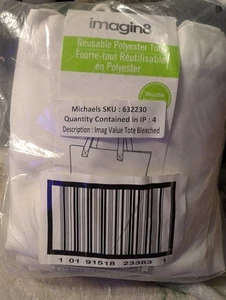 imagin8
Reusable Polyester Tote
Fourre-tout Réutilisable
en Polyester
Reusable
Michaels SKU : 632230
Quantity Contained in IP : 4
Description : Imag Value Tote Bleached
1 01 91518 23383 1